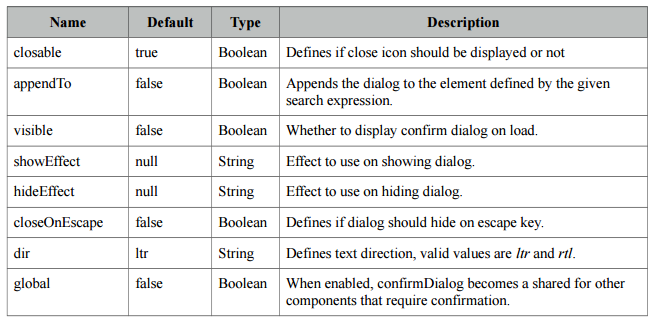 Name Default Type Description
closable true Boolean Defines if close icon should be displayed or not
appendTo false Boolean Appends the dialog to the element defined by the given
search expression.
visible false Boolean Whether to display confirm dialog on load.
showEffect null String Effect to use on showing dialog.
hideEffect null String Effect to use on hiding dialog.
closeOnEscape false Boolean Defines if dialog should hide on escape key.
dir ltr String Defines text direction, valid values are ltr and rtl.
global false Boolean When enabled, confirmDialog becomes a shared for other
components that require confirmation.